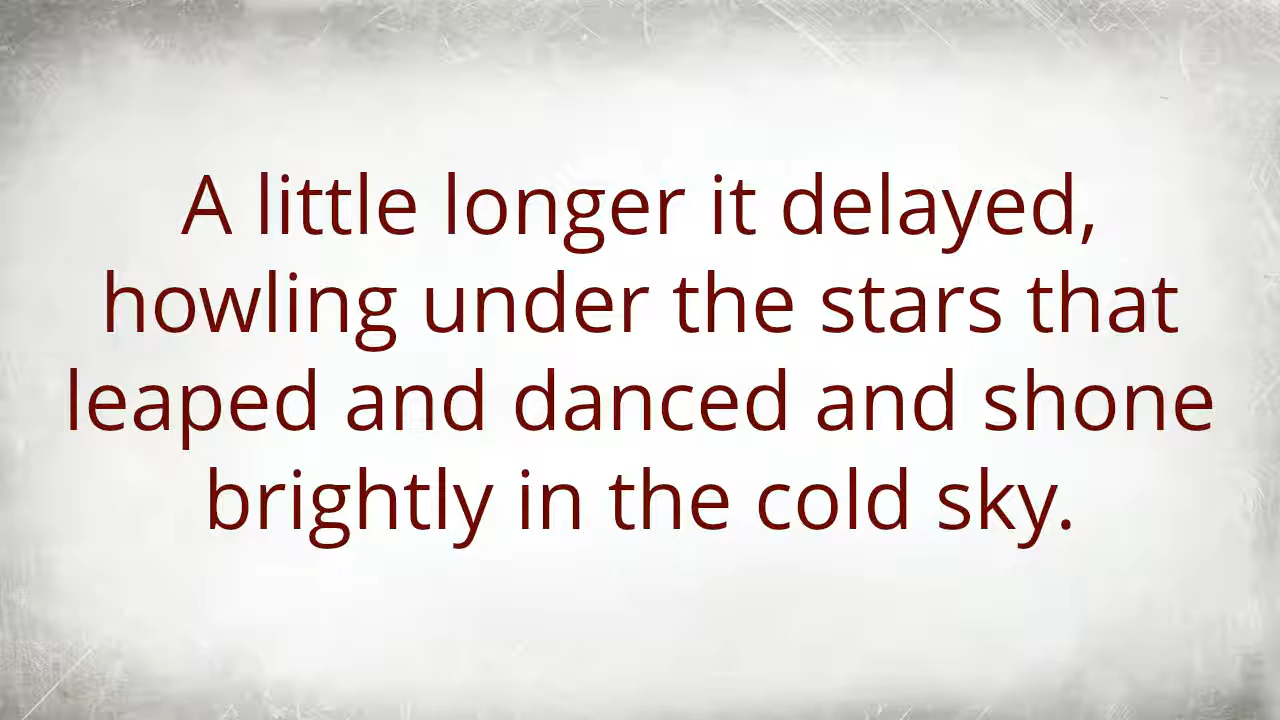 A little longer it delayed,
howling under the stars that
leaped and danced and shone
brightly in the cold sky.